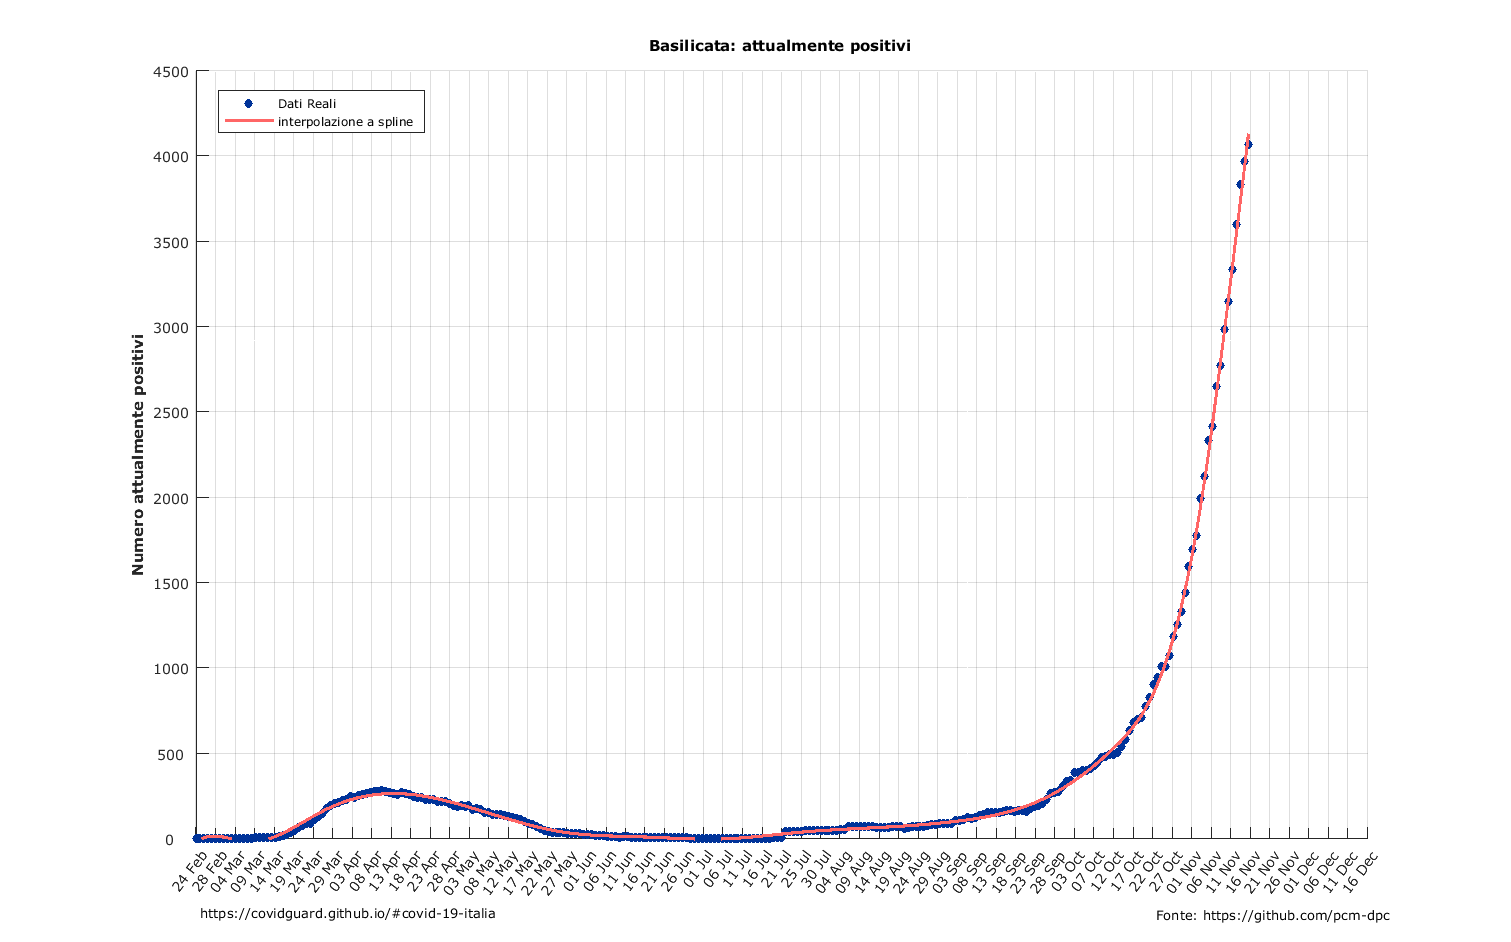 Basilicata: attualmente positivi
4500
4000
3500
3000
2500
2000
1500
1000
500
0
Numero attualmente positivi
Dati Reali
interpolazione a spline
24 Feb
28 Feb
04 Mar
09 Mar
14 Mar
19 Mar
24 Mar
29 Mar
03 Apr
08 Apr
13 Apr
18 Apr
23 Apr
28 Apr
03 May
08 May
12 May
17 May
22 May
27 May
01 Jun
06 Jun
11 Jun
16 Jun
21 Jun
26 Jun
01 Jul
06 Jul
11 Jul
16 Jul
21 Jul
25 Jul
30 Jul
04 Aug
09 Aug
14 Aug
19 Aug
24 Aug
29 Aug
03 Sep
08 Sep
13 Sep
18 Sep
23 Sep
28 Sep
03 Oct
07 Oct
12 Oct
17 Oct
22 Oct
27 Oct
01 Nov
06 Nov
11 Nov
16 Nov
21 Nov
26 Nov
01 Dec
06 Dec
11 Dec
16 Dec
https://covidguard.github.io/#covid-19-italia
Fonte: https://github.com/pcm-dpc